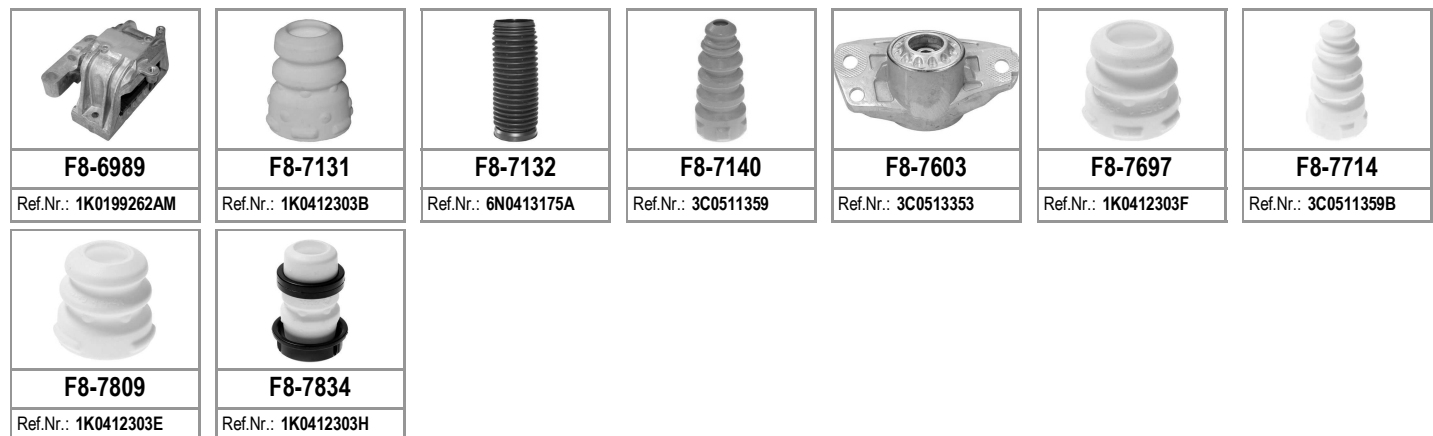 F8-6989
Ref.Nr.: 1K0199262AM
F8-7131
Ref.Nr.: 1K0412303B
F8-7132
Ref.Nr.: 6N0413175A
F8-7140
Ref.Nr.: 3C0511359
F8-7603
Ref.Nr.: 3C0513353
F8-7697
Ref.Nr.: 1K0412303F
F8-7714
Ref.Nr.: 3C0511359B
F8-7809
Ref.Nr.: 1K0412303E
F8-7834
Ref.Nr.: 1K0412303H